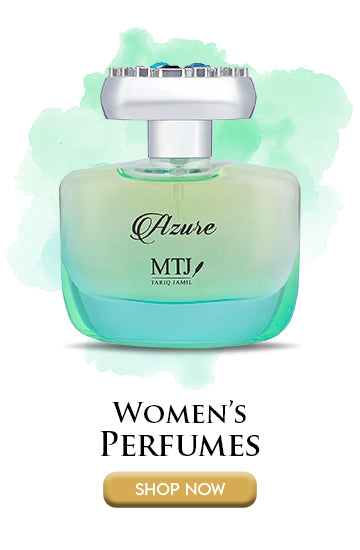 Azure
MTJ
TARIQ JAMIL
WOMEN'S
PERFUMES
SHOP NOW